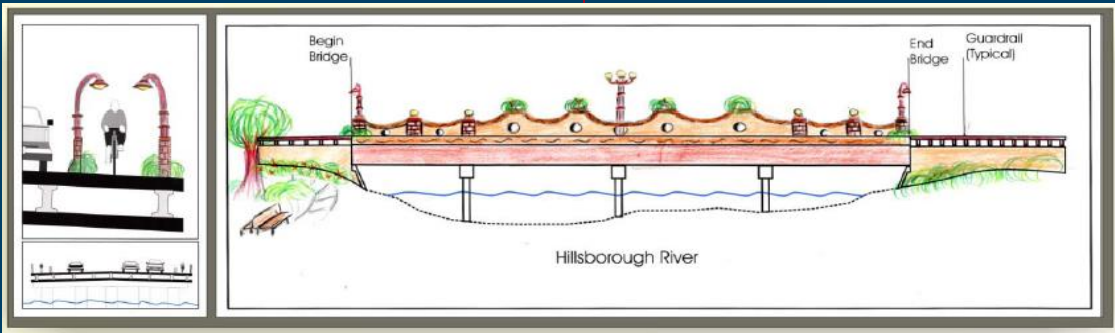 Begin
Bridge
End
Bridge
Guardrail
(Typical)
Hillsborough River